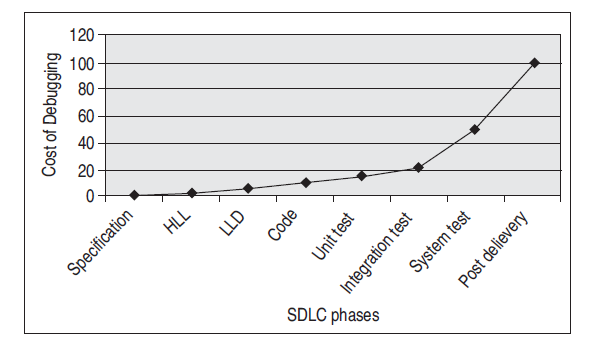 Cost of Debugging
120
100
80
60
40
20
0
Specification
HLL
LLD
Code
Unit test
Integration test
System test
Post delievery
SDLC phases